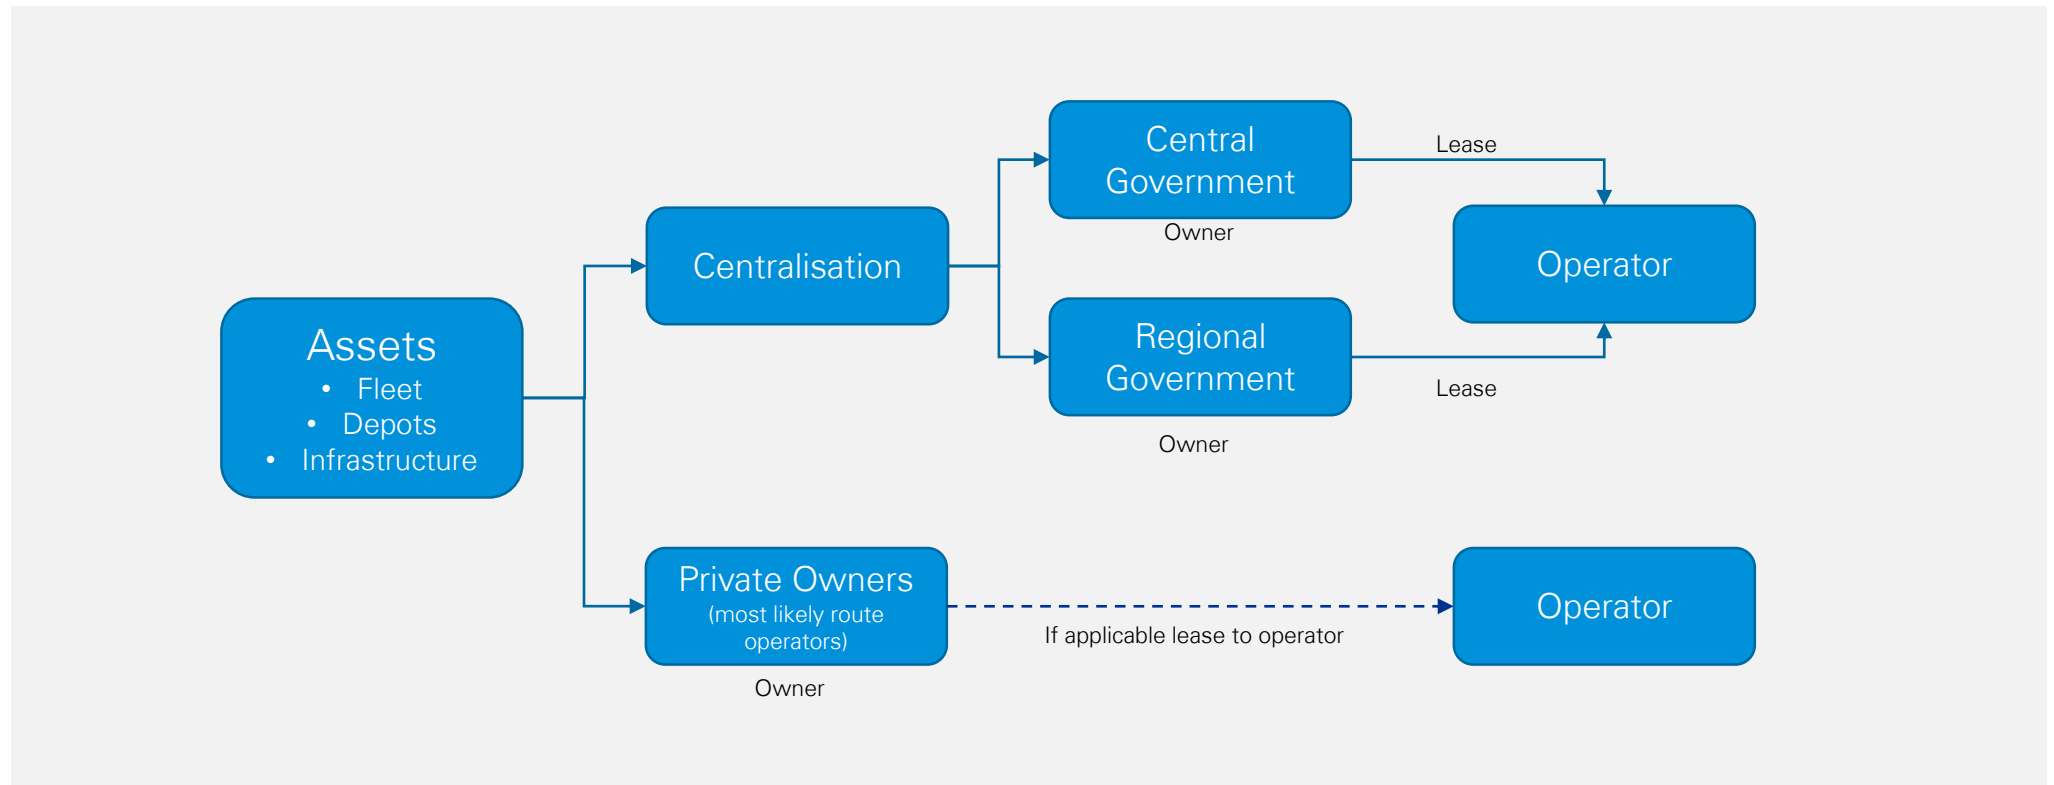 Assets
• Fleet
• Depots
• Infrastructure
Centralisation
Central
Government
Owner
Regional
Government
Owner
Lease
Lease
Operator
Private Owners
(most likely route
operators)
Owner
If applicable lease to operator
Operator